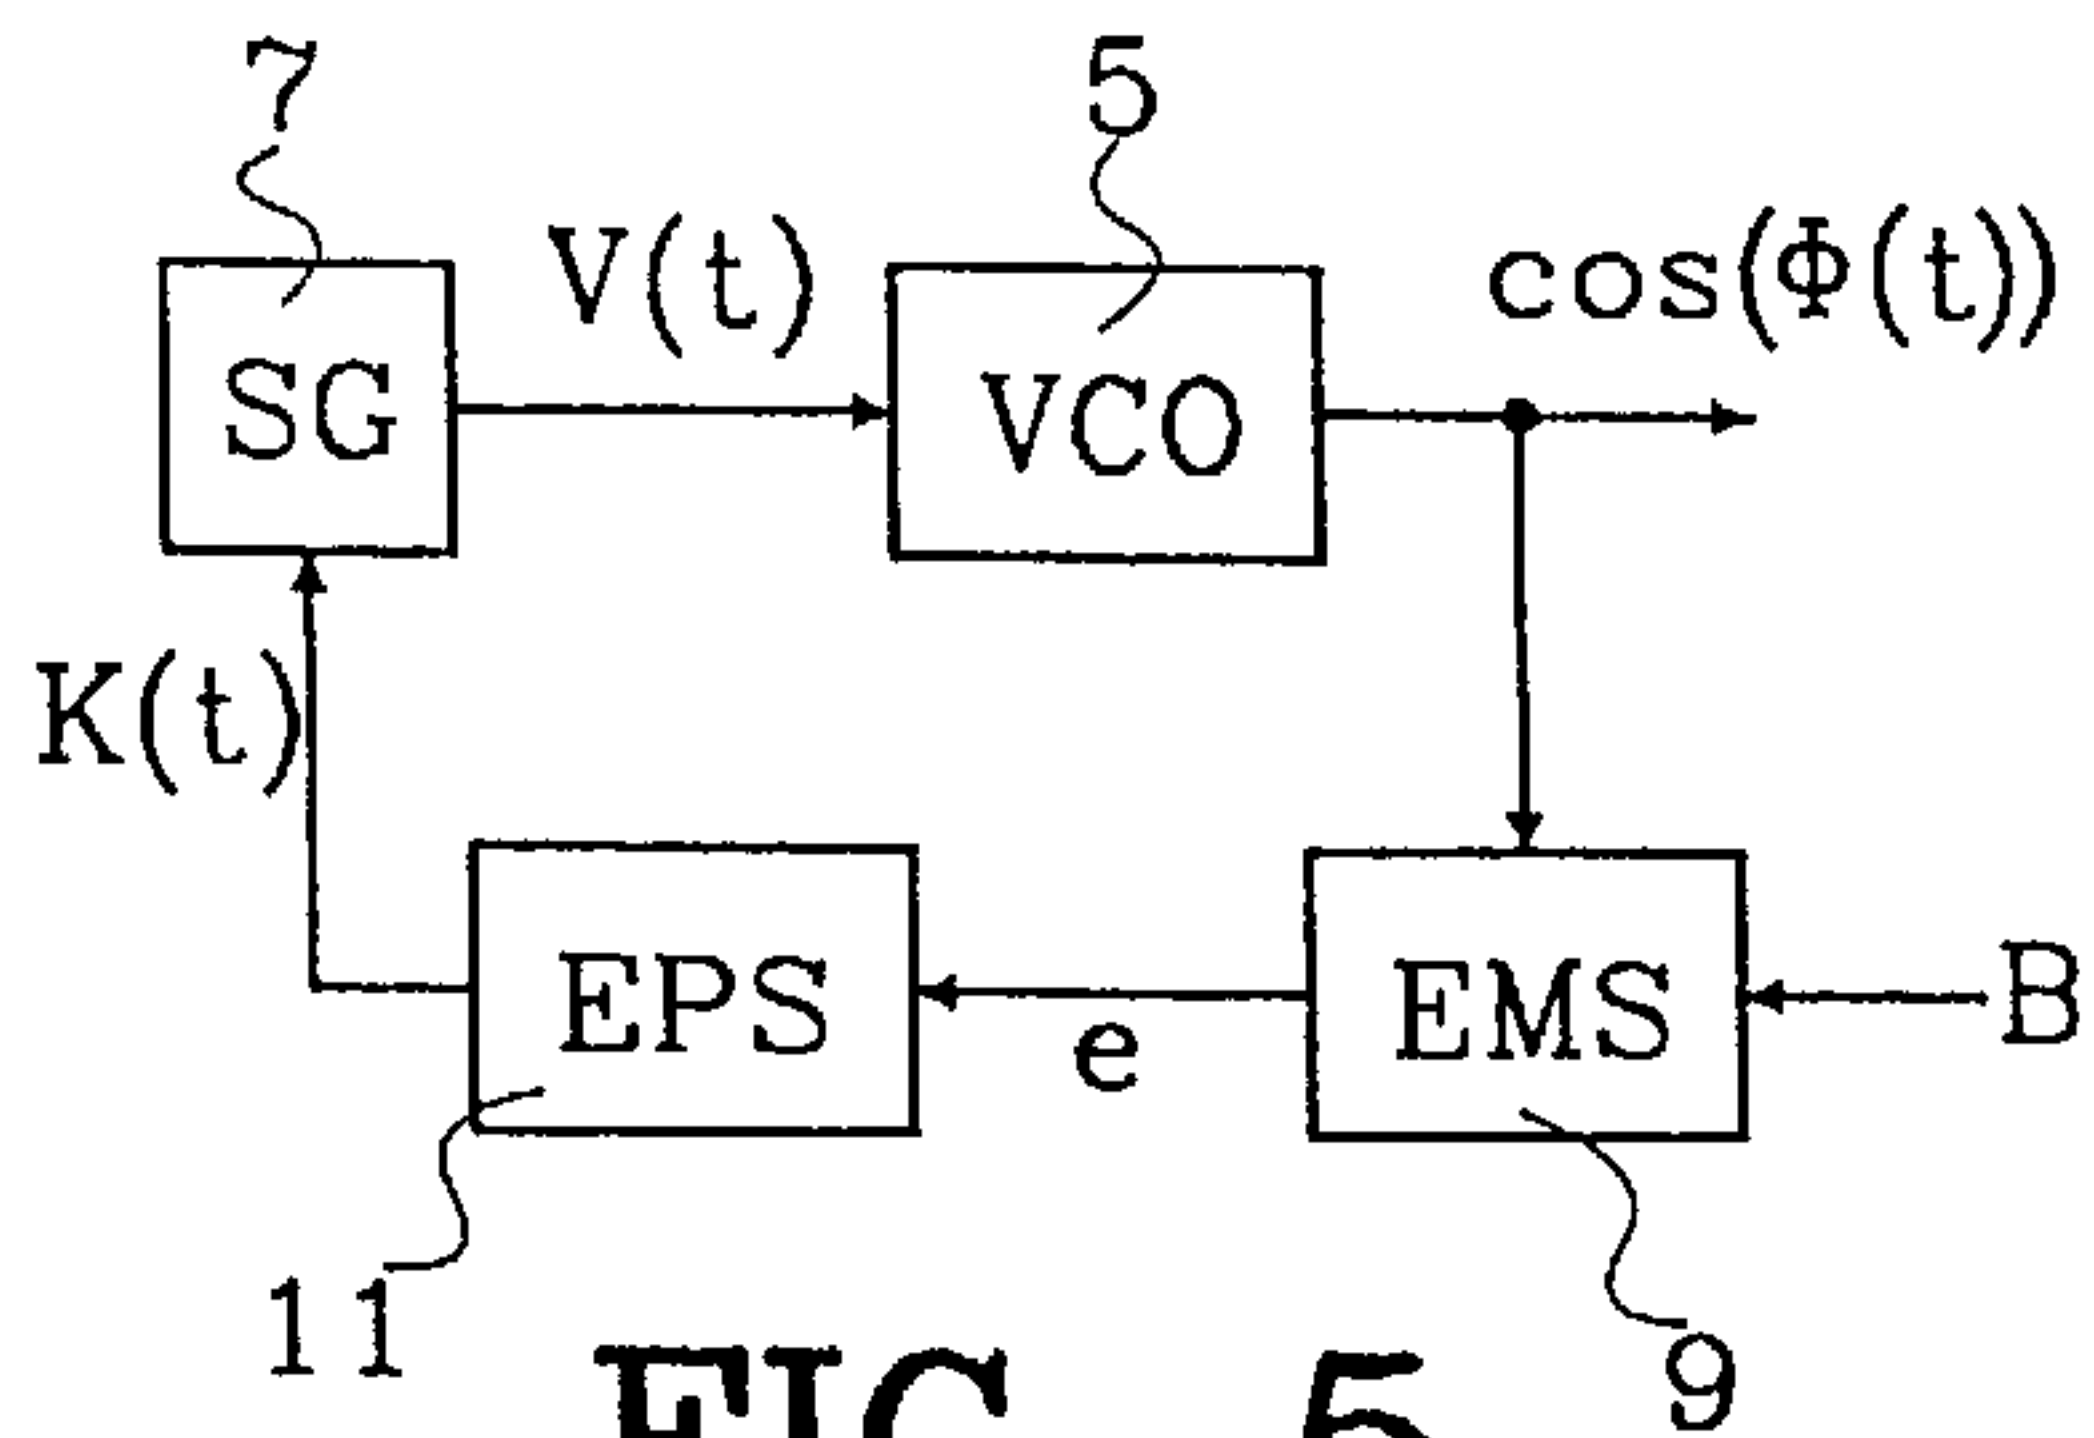 7
5
V(t)
cos(Φ(t))
SG
VCO
K(t)
EPS
e
EMS
B
11
9
FIG. 5